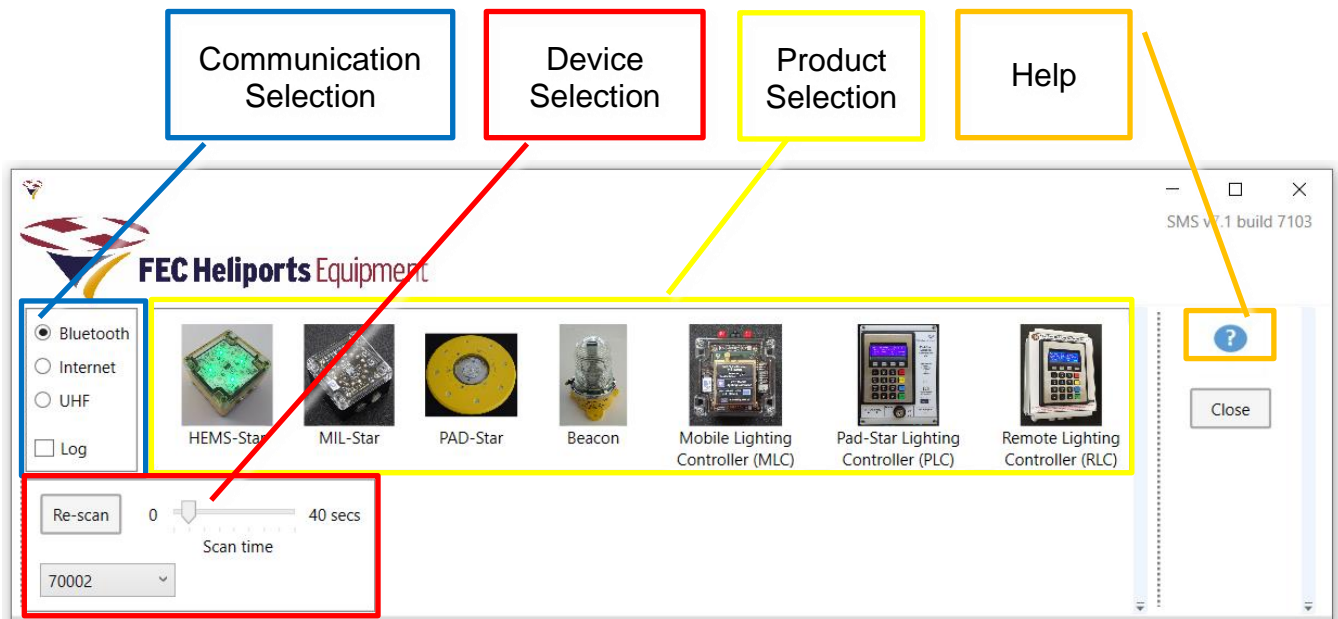 Communication
Selection
Device
Selection
Product
Selection
Help
SMS v7.1 build 7103
FEC Heliports Equipment
Bluetooth
Internet
UHF
Log
HEMS-Star
MIL-Star
PAD-Star
Beacon
Mobile Lighting
Controller (MLC)
Pad-Star Lighting
Controller (PLC)
Remote Lighting
Controller (RLC)
?
Close
Re-scan
0
40 secs
Scan time
70002